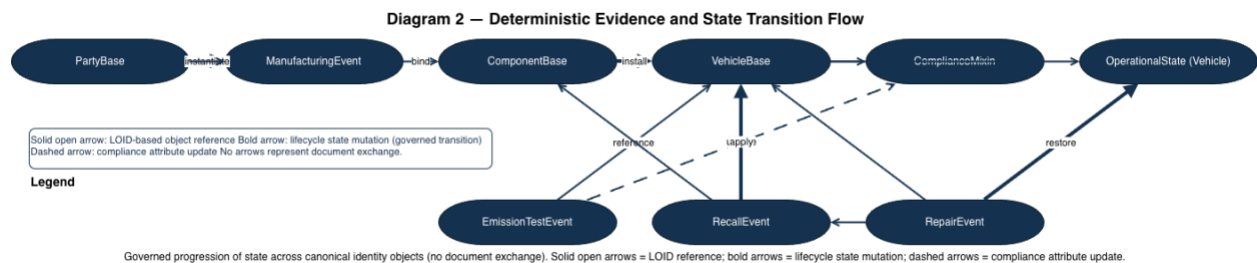 Diagram 2 — Deterministic Evidence and State Transition Flow
PartyBase
instantiate
ManufacturingEvent
bind
ComponentBase
install
VehicleBase
ComplianceMixin
OperationalState (Vehicle)
Solid open arrow: LOID-based object reference Bold arrow: lifecycle state mutation (governed transition)
Dashed arrow: compliance attribute update No arrows represent document exchange.
reference
apply
restore
Legend
EmissionTestEvent
RecallEvent
RepairEvent
Governed progression of state across canonical identity objects (no document exchange). Solid open arrows = LOID reference; bold arrows = lifecycle state mutation; dashed arrows = compliance attribute update.